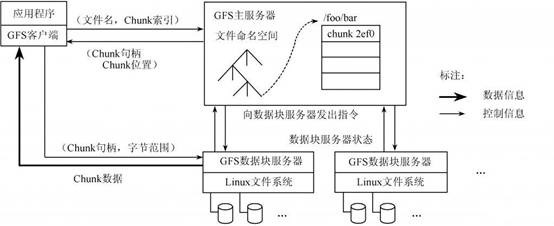 应用程序
GFS客户端
（文件名，Chunk索引）
（Chunk句柄
Chunk位置）
GFS主服务器
文件命名空间
/foo/bar
chunk 2ef0
标注：
数据信息
控制信息
向数据块服务器发出指令
数据块服务器状态
（Chunk句柄，字节范围）
Chunk数据
GFS数据块服务器
Linux文件系统
...
GFS数据块服务器
Linux文件系统
...
...